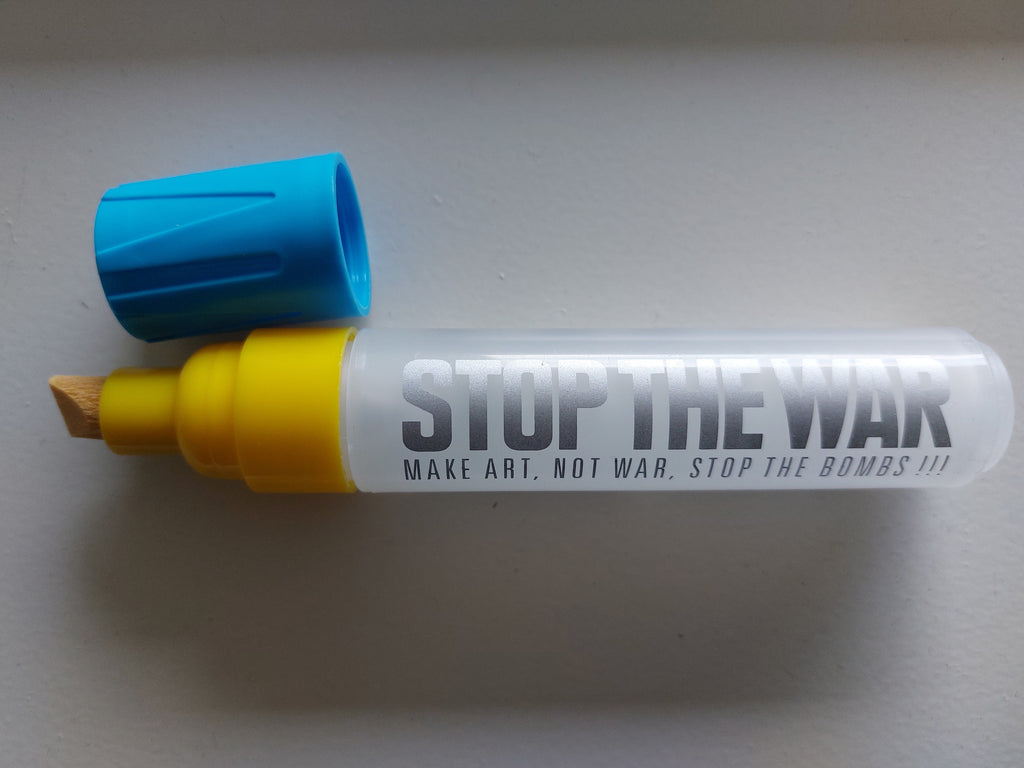 STOP THE WAR
MAKE ART, NOT WAR, STOP THE BOMBS !!!